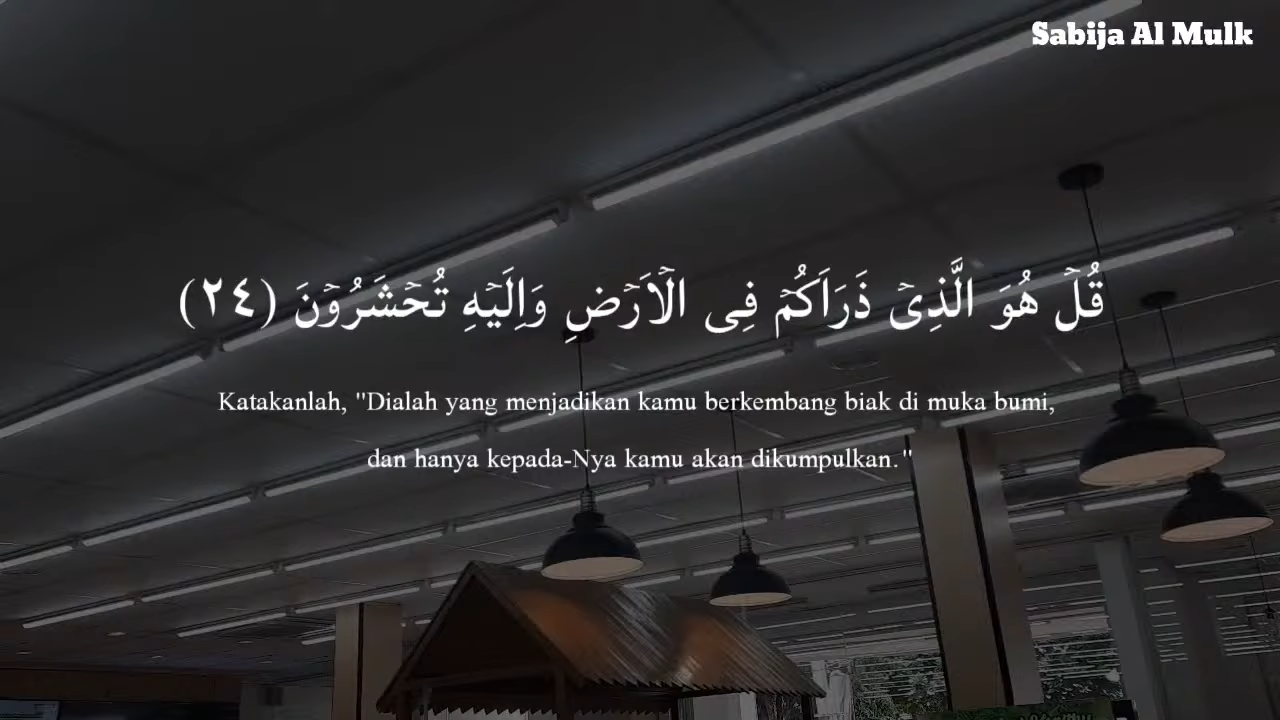 Sabija Al Mulk
قُلۡ هُوَ الَّذِىۡ ذَرَاَكُمۡ فِى الۡاَرۡضِ وَاِلَيۡهِ تُحۡشَرُوۡنَ (٢٤)
Katakanlah, "Dialah yang menjadikan kamu berkembang biak di muka bumi,
dan hanya kepada-Nya kamu akan dikumpulkan."